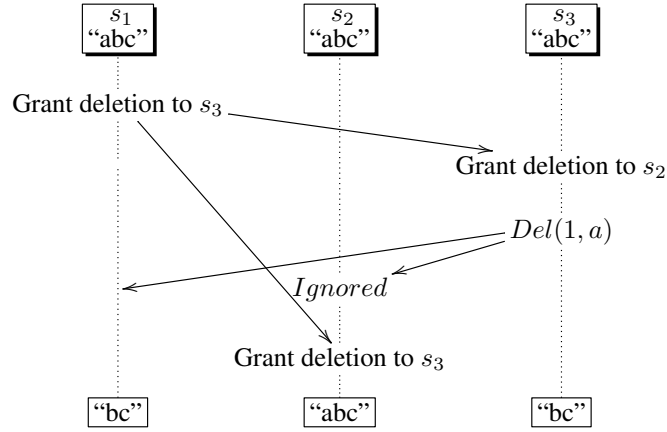 s1 s2 s3
“abc” “abc” “abc”
Grant deletion to s3
Grant deletion to s2
Del(1, a)
Ignored
Grant deletion to s3
“bc” “abc” “bc”